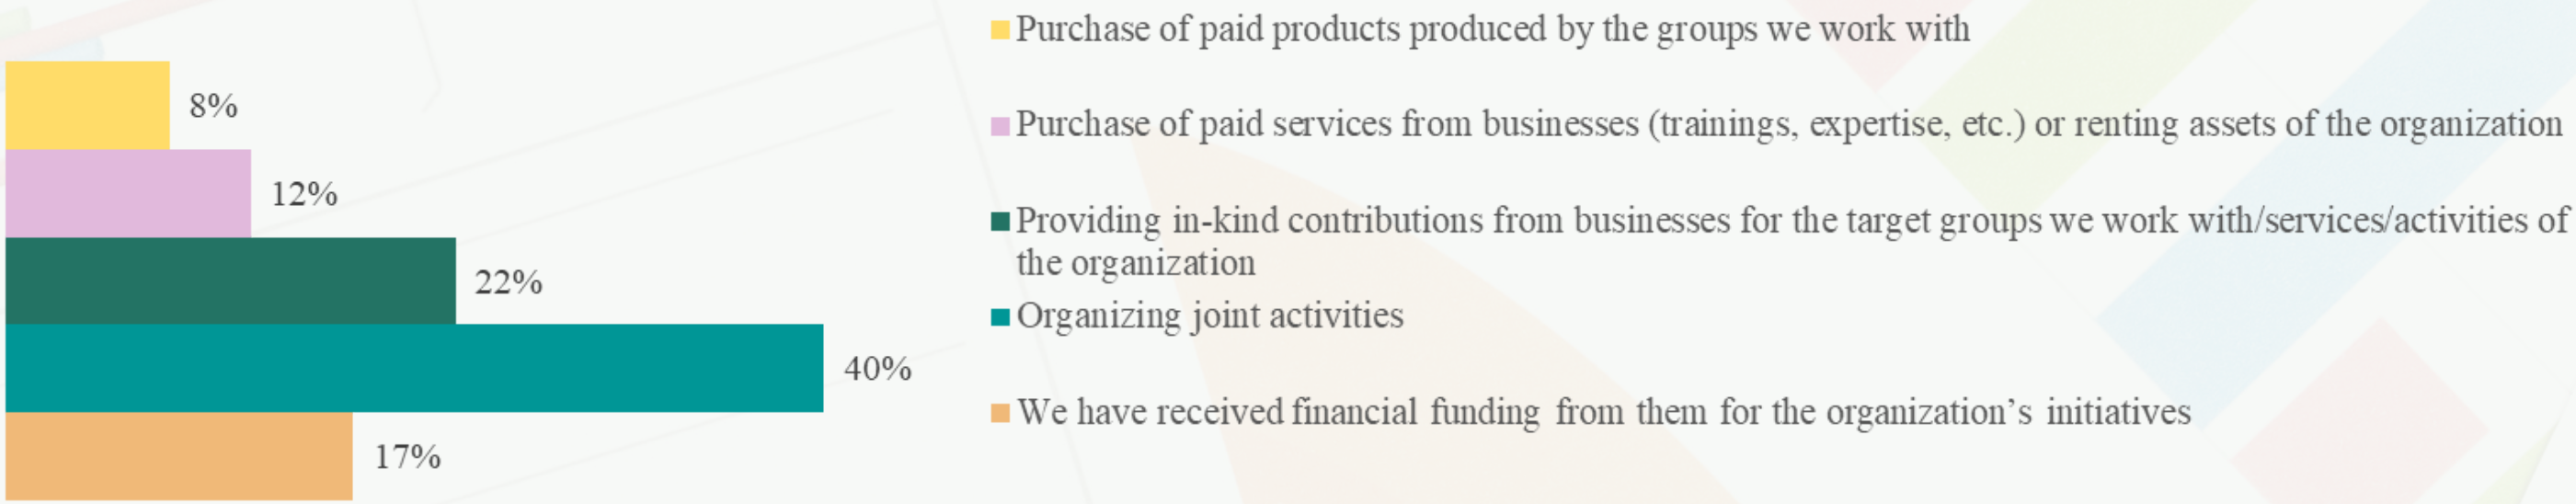 8%
12%
22%
40%
17%
Purchase of paid products produced by the groups we work with
Purchase of paid services from businesses (trainings, expertise, etc.) or renting assets of the organization
Providing in-kind contributions from businesses for the target groups we work with/services/activities of
the organization
Organizing joint activities
We have received financial funding from them for the organization’s initiatives